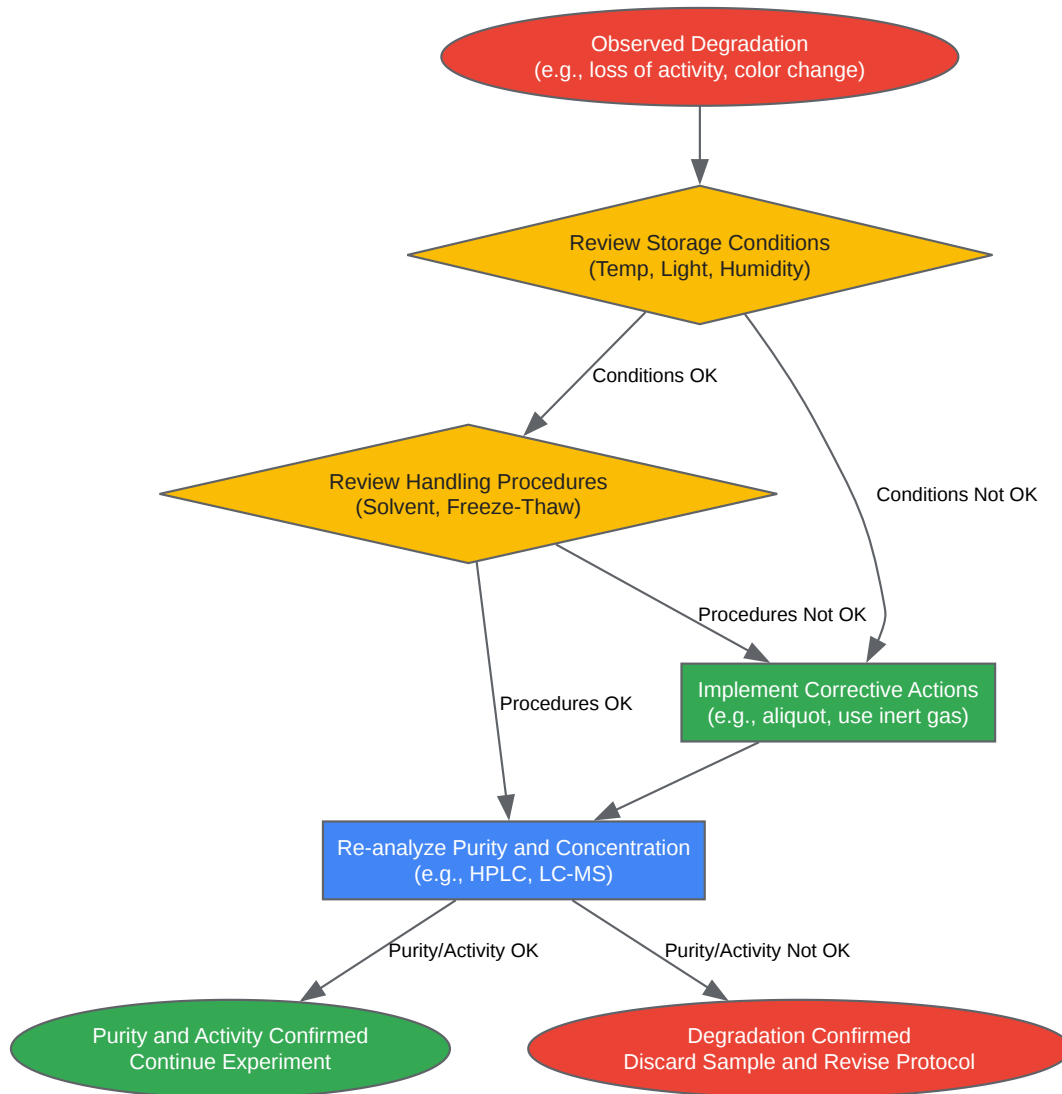 Observed Degradation
(e.g., loss of activity, color change)
Review Storage Conditions
(Temp, Light, Humidity)
Conditions OK
Review Handling Procedures
(Solvent, Freeze-Thaw)
Conditions Not OK
Procedures Not OK
Implement Corrective Actions
(e.g., aliquot, use inert gas)
Procedures OK
Re-analyze Purity and Concentration
(e.g., HPLC, LC-MS)
Purity/Activity OK
Purity/Activity Not OK
Purity and Activity Confirmed
Continue Experiment
Degradation Confirmed
Discard Sample and Revise Protocol